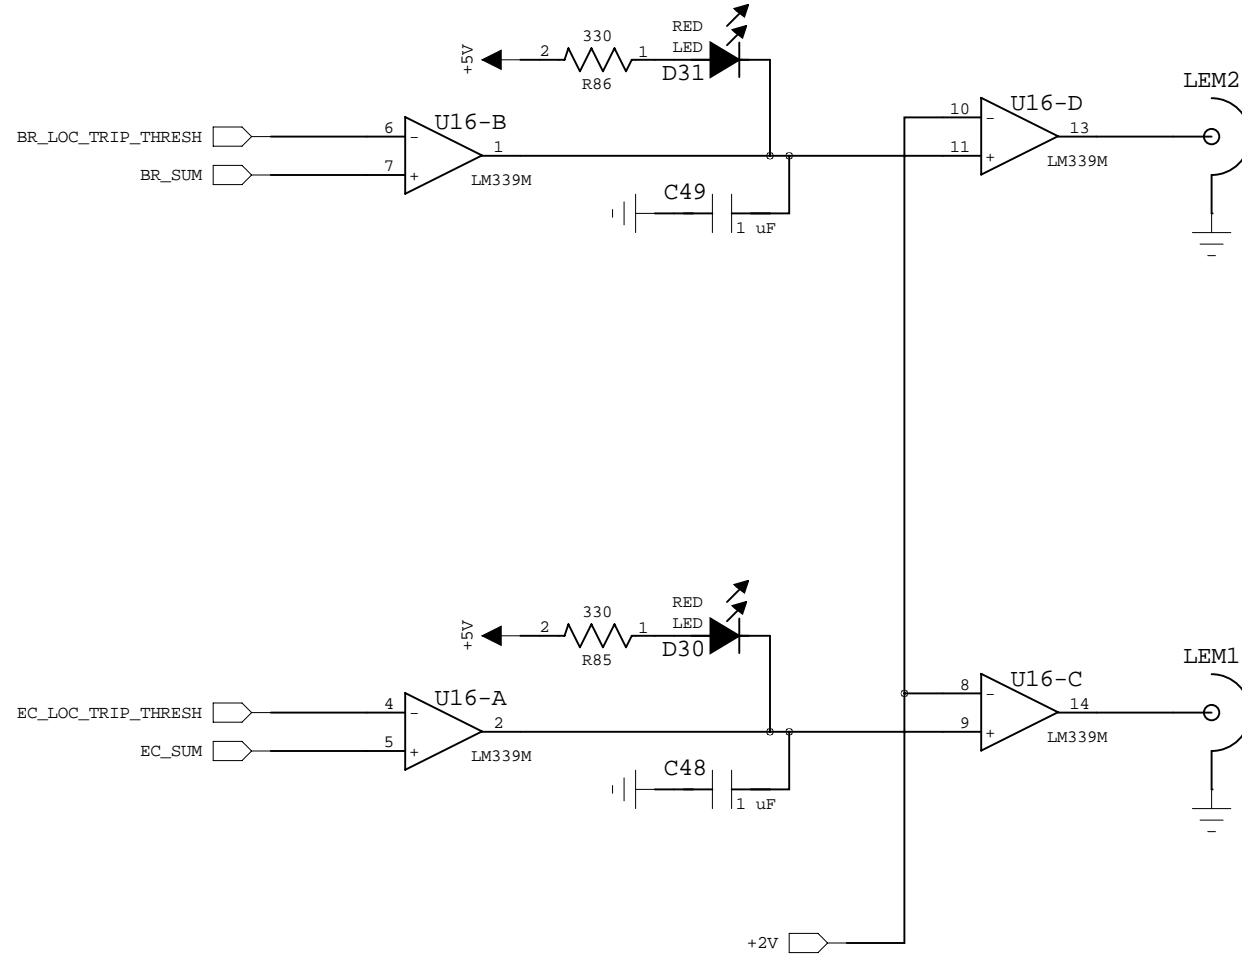 RED
LED
D31
330
+5V
2
1
R86
LEM2
U16-D
10
-
11
+
13
LM339M
BR_LOC_TRIP_THRESH
BR_SUM
6
-
7
+
U16-B
1
LM339M
C49
1 uF
RED
LED
D30
330
+5V
2
1
R85
LEM1
U16-C
8
-
9
+
14
LM339M
EC_LOC_TRIP_THRESH
EC_SUM
4
-
5
+
U16-A
2
LM339M
C48
1 uF
+2V